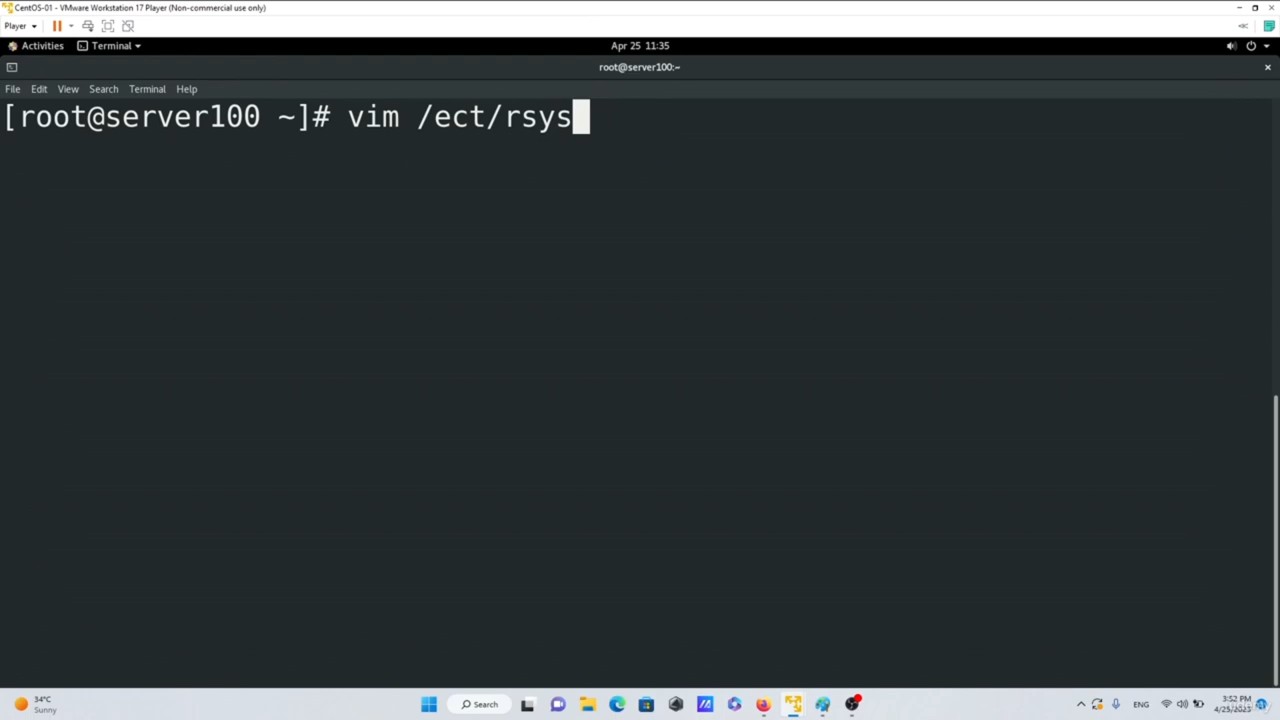 CentOS-01 - VMware Workstation 17 Player (Non-commercial use only)
Player
Activities Terminal Apr 25 11:35
root@server100:~
File Edit View Search Terminal Help
[root@server100 ~]# vim /ect/rsys
34°C
Sunny
Search
ENG
3:52 PM
4/25/2023